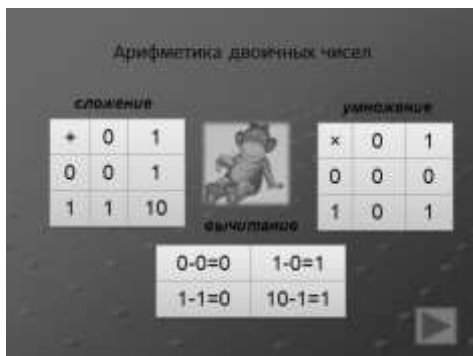 Арифметика двоичных чисел
сложение
умножение
+ 0 1
0 0 1
1 1 10
× 0 1
0 0 0
1 0 1
вычитание
0-0=0 1-0=1
1-1=0 10-1=1